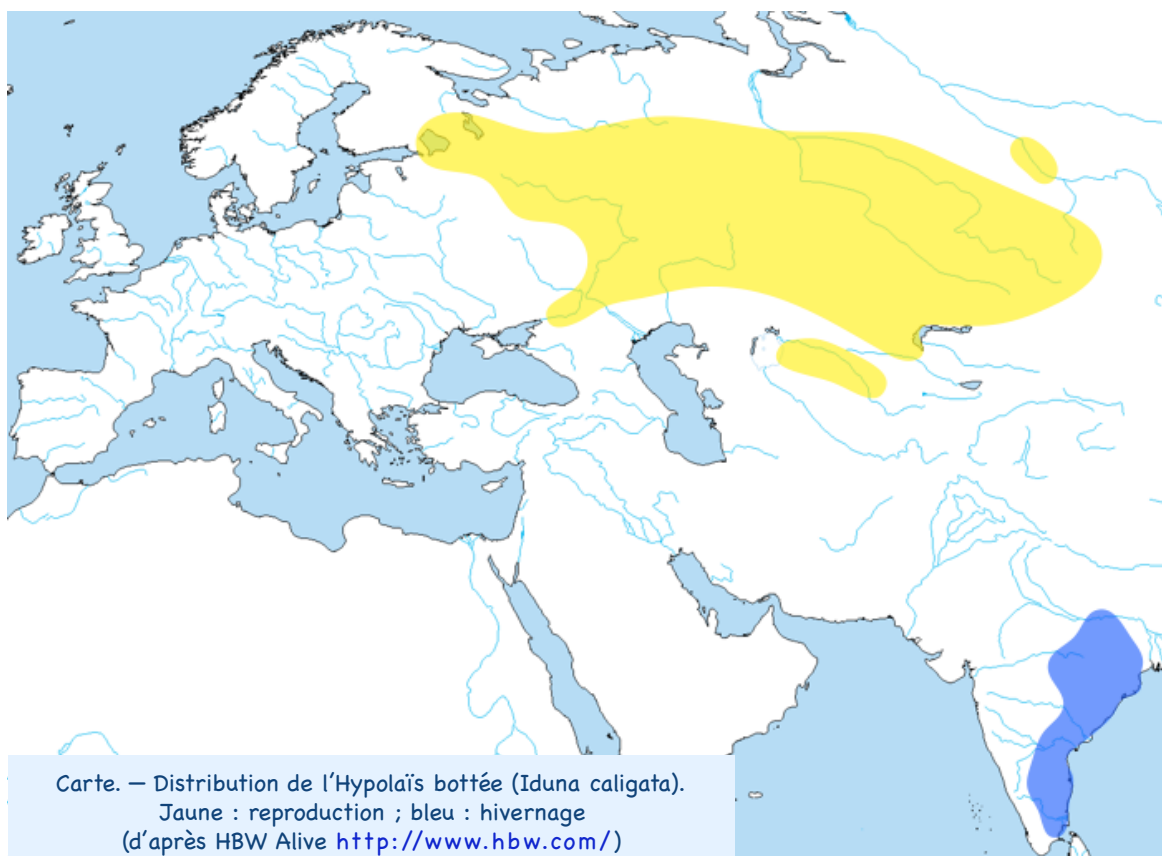 Carte. — Distribution de l'Hypolaïs bottée (Iduna caligata).
Jaune : reproduction ; bleu : hivernage
(d'après HBW Alive http://www.hbw.com/)